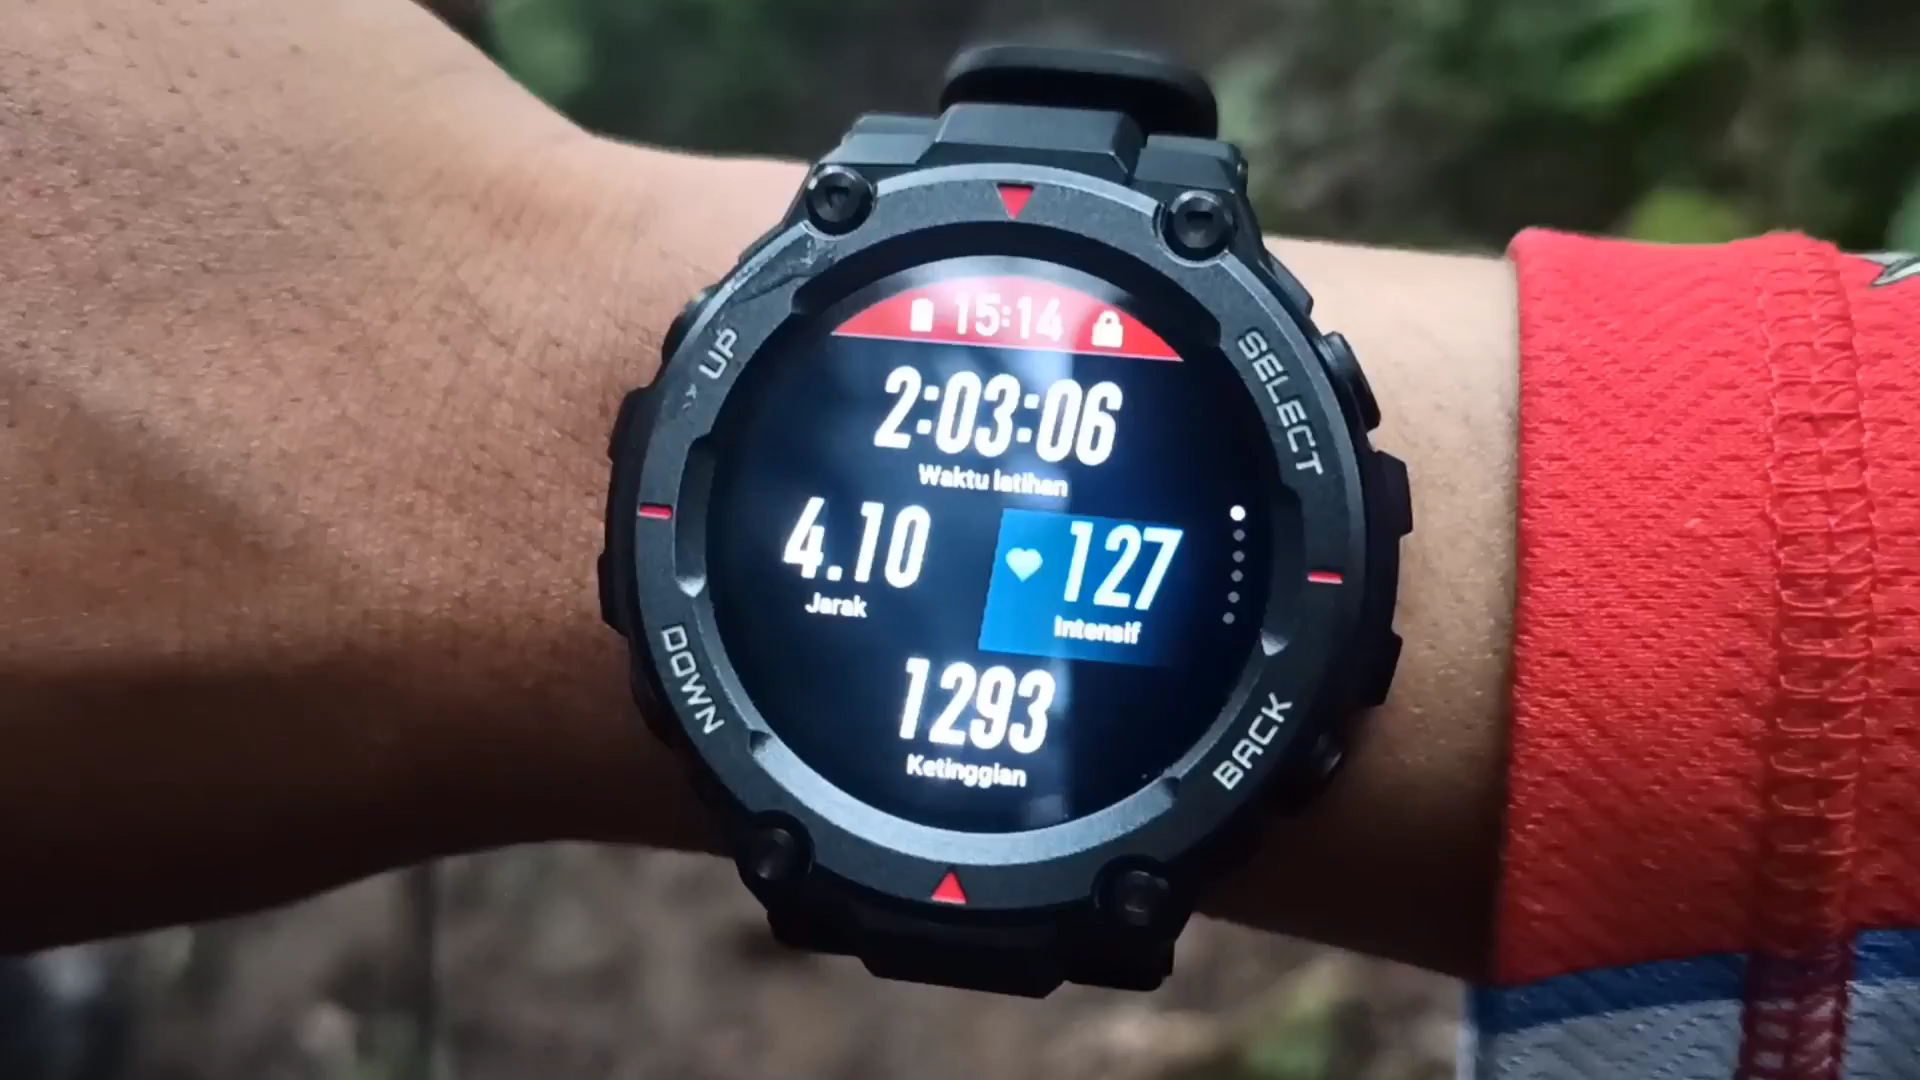 15:14
2:03:06
Waktu latihan
4.10
Jarak
127
Intensif
1293
Ketinggian
UP
SELECT
DOWN
BACK